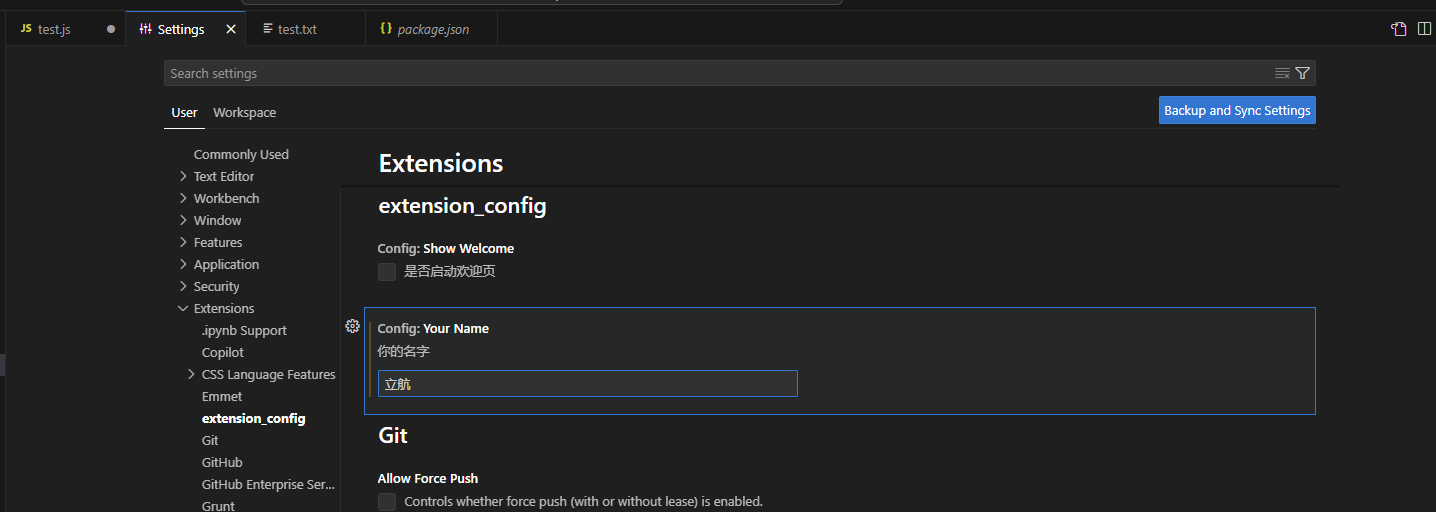 test.js
Settings
test.txt
package.json
Search settings
User
Workspace
Backup and Sync Settings
Commonly Used
Text Editor
Workbench
Window
Features
Application
Security
Extensions
.ipynb Support
Copilot
CSS Language Features
Emmet
extension_config
Git
GitHub
GitHub Enterprise Ser...
Grunt
Extensions
extension_config
Config: Show Welcome
是否启动欢迎页
Config: Your Name
你的名字
立航
Git
Allow Force Push
Controls whether force push (with or without lease) is enabled.